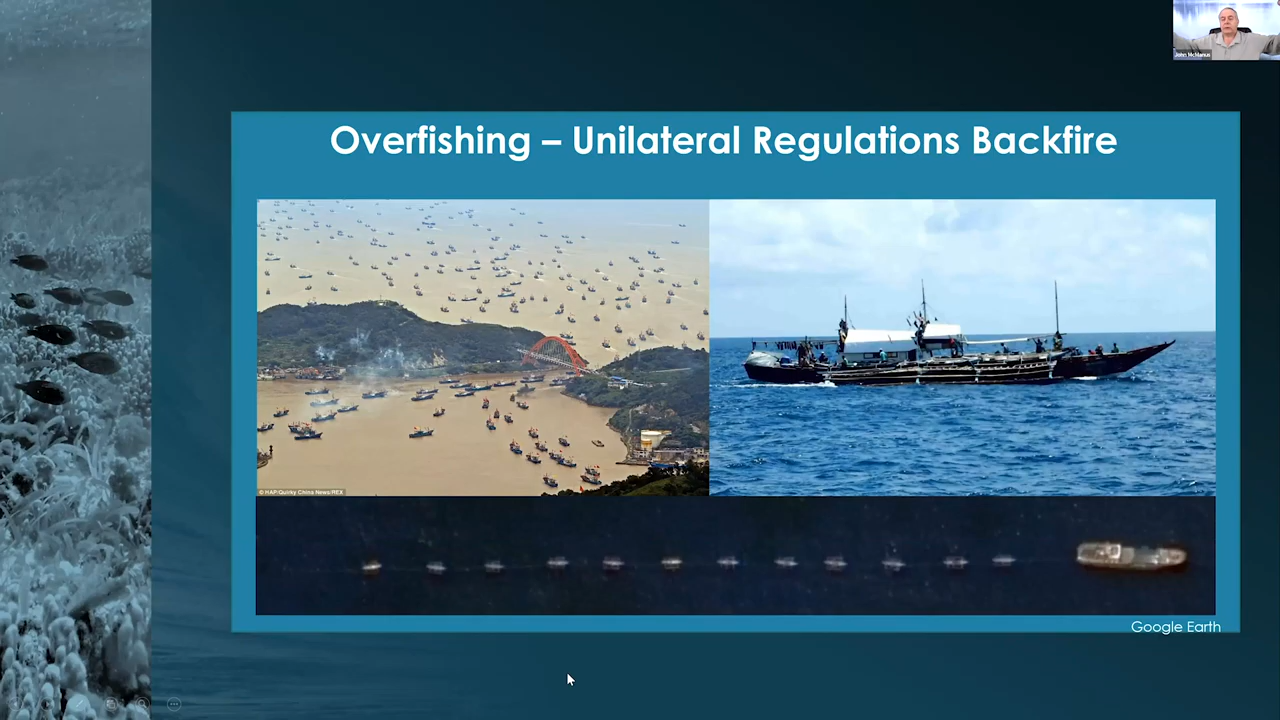 John McManus
Overfishing – Unilateral Regulations Backfire
© HAP/Quirky China News/REX
Google Earth